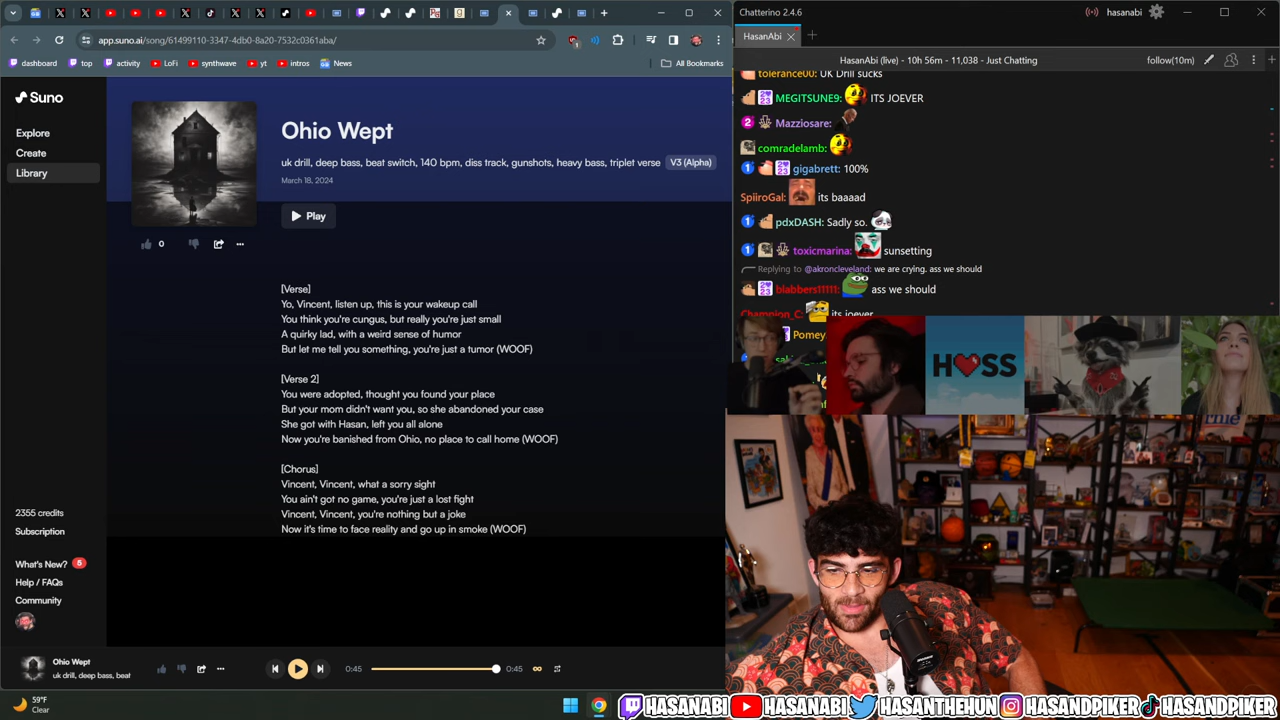 app.suno.ai/song/61499110-3347-4db0-8a20-7532c0361aba/
dashboard
top
activity
LoFi
synthwave
yt
intros
News
All Bookmarks
Suno
Explore
Create
Library
2355 credits
Subscription
What's New? 5
Help / FAQs
Community
Ohio Wept
uk drill, deep bass, beat switch, 140 bpm, diss track, gunshots, heavy bass, triplet verse V3 (Alpha)
March 18, 2024
Play
0
[Verse]
Yo, Vincent, listen up, this is your wakeup call
You think you're cungus, but really you're just small
A quirky lad, with a weird sense of humor
But let me tell you something, you're just a tumor (WOOF)
[Verse 2]
You were adopted, thought you found your place
But your mom didn't want you, so she abandoned your case
She got with Hasan, left you all alone
Now you're banished from Ohio, no place to call home (WOOF)
[Chorus]
Vincent, Vincent, what a sorry sight
You ain't got no game, you're just a lost fight
Vincent, Vincent, you're nothing but a joke
Now it's time to face reality and go up in smoke (WOOF)
Ohio Wept
uk drill, deep bass, beat
0:45
0:45
59°F
Clear
Chatterino 2.4.6
hasanabi
HasanAbi
HasanAbi (live) - 10h 56m - 11,038 - Just Chatting
follow(10m)
tolerance00: UK Drill sucks
MEGITSUNE9: ITS JOEVER
Mazziosare:
comradelamb:
gigabrett: 100%
SpiiroGal: its baaaad
pdxDASH: Sadly so.
toxicmarina: sunsetting
Replying to @akroncleveland: we are crying. ass we should
blabbers11111: ass we should
Champion_C: its joever
Pomey
HASS
HASANABI
HASANABI
HASANTHEHUN
HASANDPIKER
HASANDPIKER